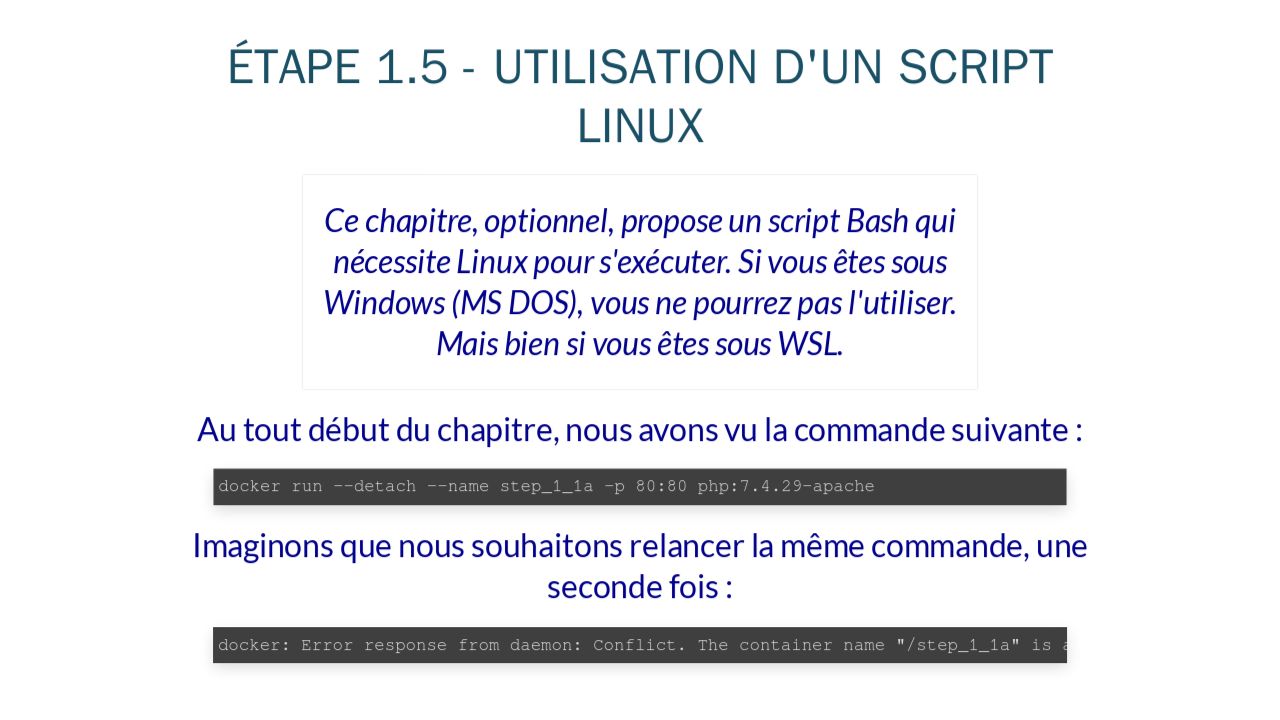 ÉTAPE 1.5 - UTILISATION D'UN SCRIPT
LINUX
Ce chapitre, optionnel, propose un script Bash qui
nécessite Linux pour s'exécuter. Si vous êtes sous
Windows (MS DOS), vous ne pourrez pas l'utiliser.
Mais bien si vous êtes sous WSL.
Au tout début du chapitre, nous avons vu la commande suivante :
docker run --detach --name step_1_1a -p 80:80 php:7.4.29-apache
Imaginons que nous souhaitons relancer la même commande, une
seconde fois :
docker: Error response from daemon: Conflict. The container name "/step_1_1a" is